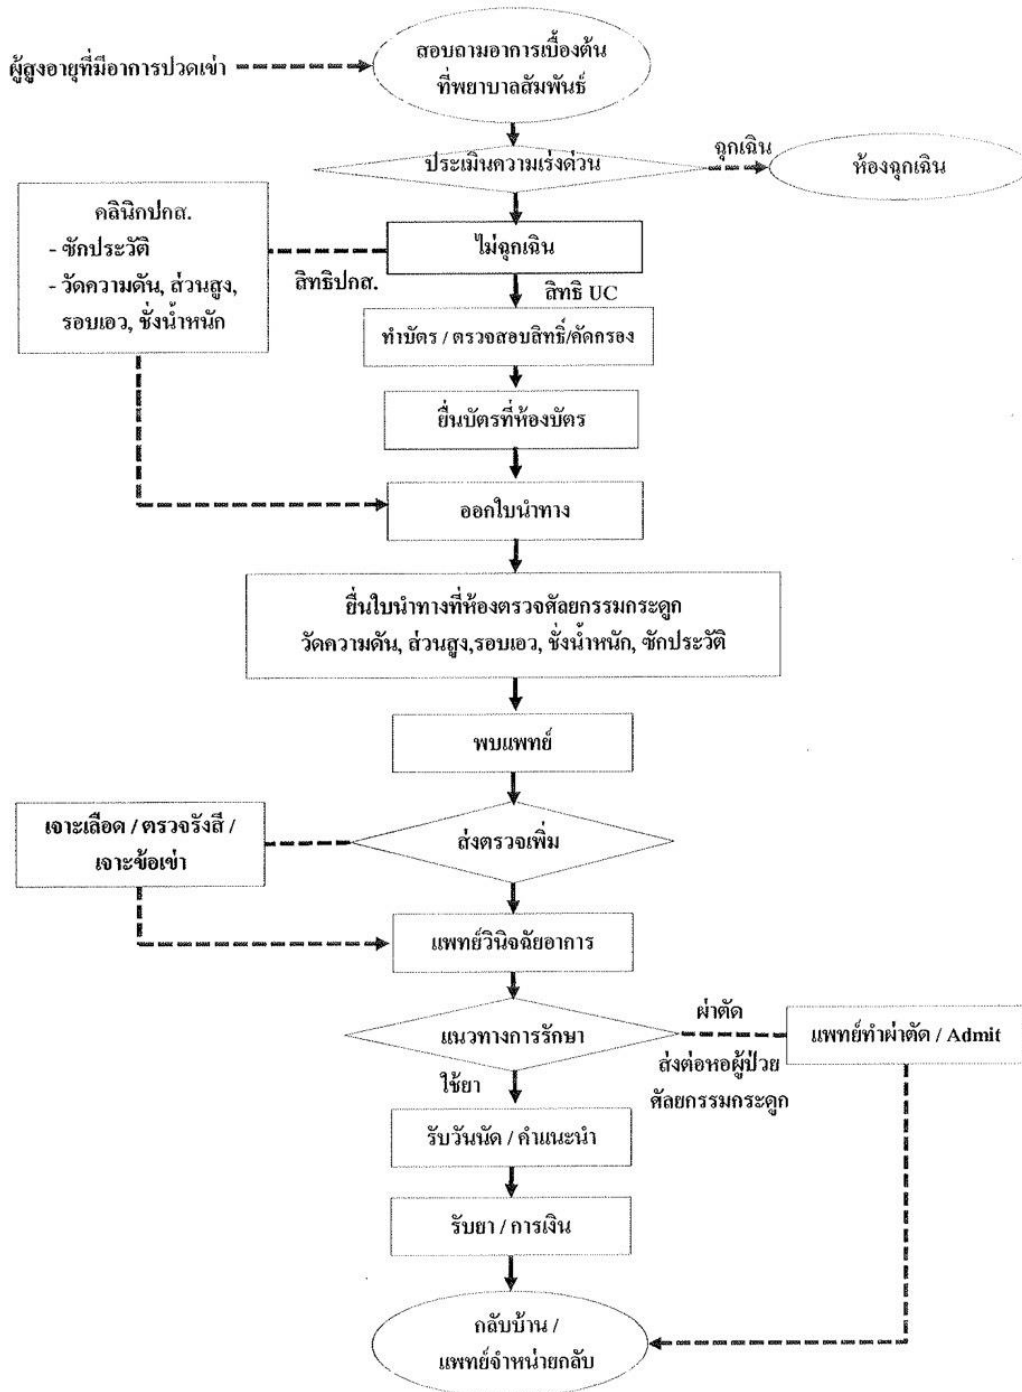 สอบถามอาการเบื้องต้น
ที่พยาบาลสัมพันธ์
ผู้สูงอายุที่มีอาการปวดเข่า
ประเมินความเร่งด่วน
ฉุกเฉิน
ห้องฉุกเฉิน
คลินิกปกส.
- ซักประวัติ
- วัดความดัน, ส่วนสูง,
รอบเอว, ชั่งน้ำหนัก
ไม่ฉุกเฉิน
สิทธิปกส.
สิทธิ UC
ทำบัตร / ตรวจสอบสิทธิ์/คัดกรอง
ยื่นบัตรที่ห้องบัตร
ออกใบนำทาง
ยื่นใบนำทางที่ห้องตรวจศัลยกรรมกระดูก
วัดความดัน, ส่วนสูง,รอบเอว, ชั่งน้ำหนัก, ซักประวัติ
พบแพทย์
เจาะเลือด / ตรวจรังสี /
เจาะข้อเข่า
ส่งตรวจเพิ่ม
แพทย์วินิจฉัยอาการ
แนวทางการรักษา
ผ่าตัด
ส่งต่อหอผู้ป่วย
ศัลยกรรมกระดูก
แพทย์ทำผ่าตัด / Admit
ใช้ยา
รับวันนัด / คำแนะนำ
รับยา / การเงิน
กลับบ้าน /
แพทย์จำหน่ายกลับ